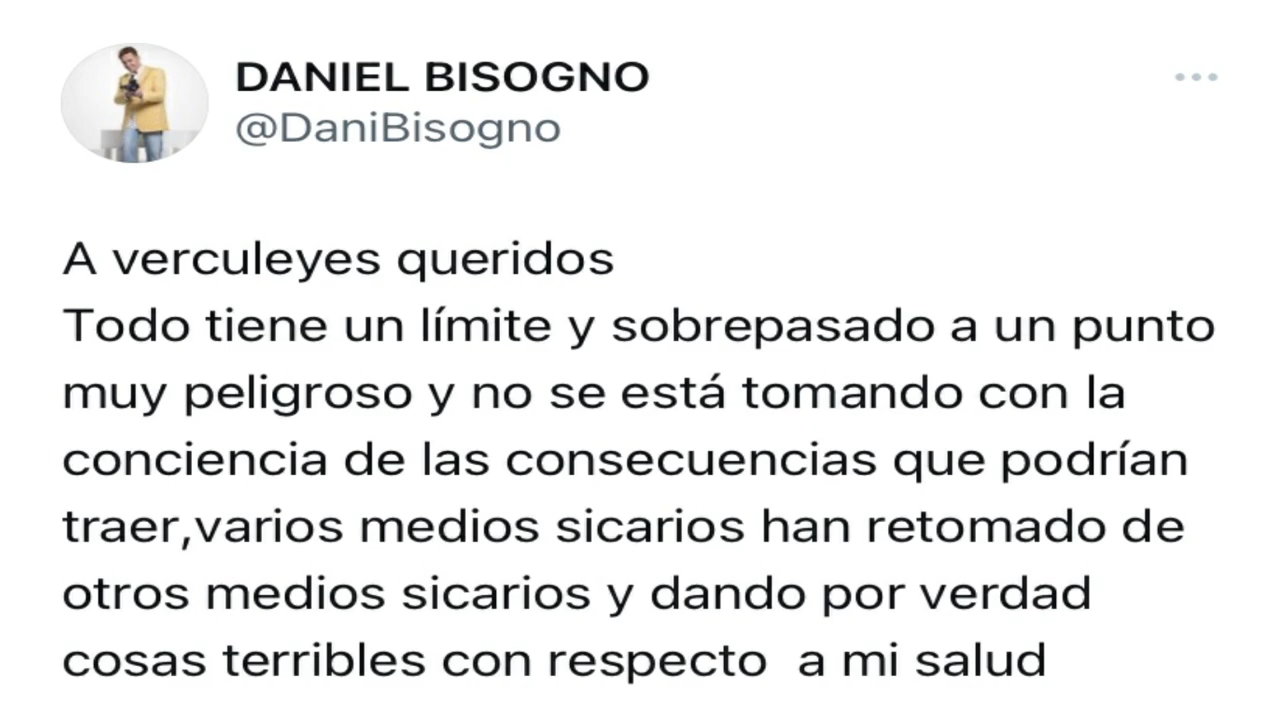 DANIEL BISOGNO
@DaniBisogno
A verculeyes queridos
Todo tiene un límite y sobrepasado a un punto
muy peligroso y no se está tomando con la
conciencia de las consecuencias que podrían
traer,varios medios sicarios han retomado de
otros medios sicarios y dando por verdad
cosas terribles con respecto  a mi salud